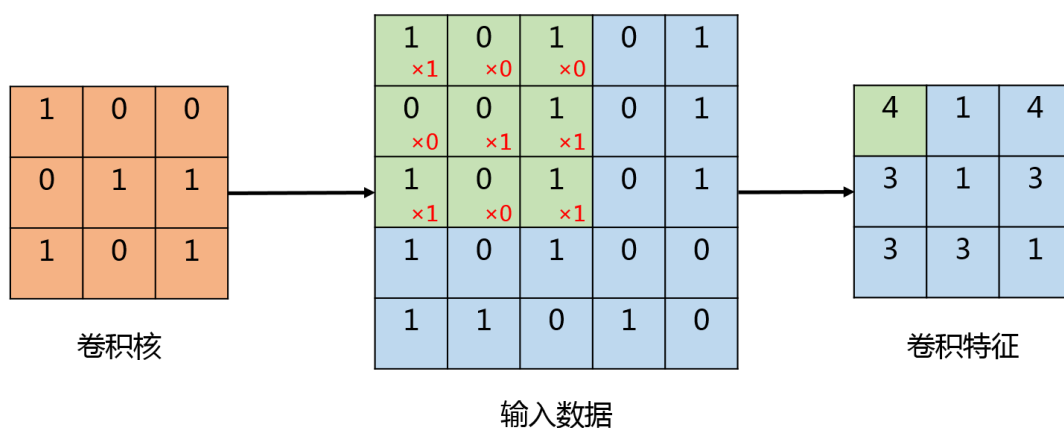 1 0 0
0 1 1
1 0 1
卷积核
1 0 1 0 1
×1 ×0 ×0
0 0 1 0 1
×0 ×1 ×1
1 0 1 0 1
×1 ×0 ×1
1 0 1 0 0
1 1 0 1 0
输入数据
4 1 4
3 1 3
3 3 1
卷积特征